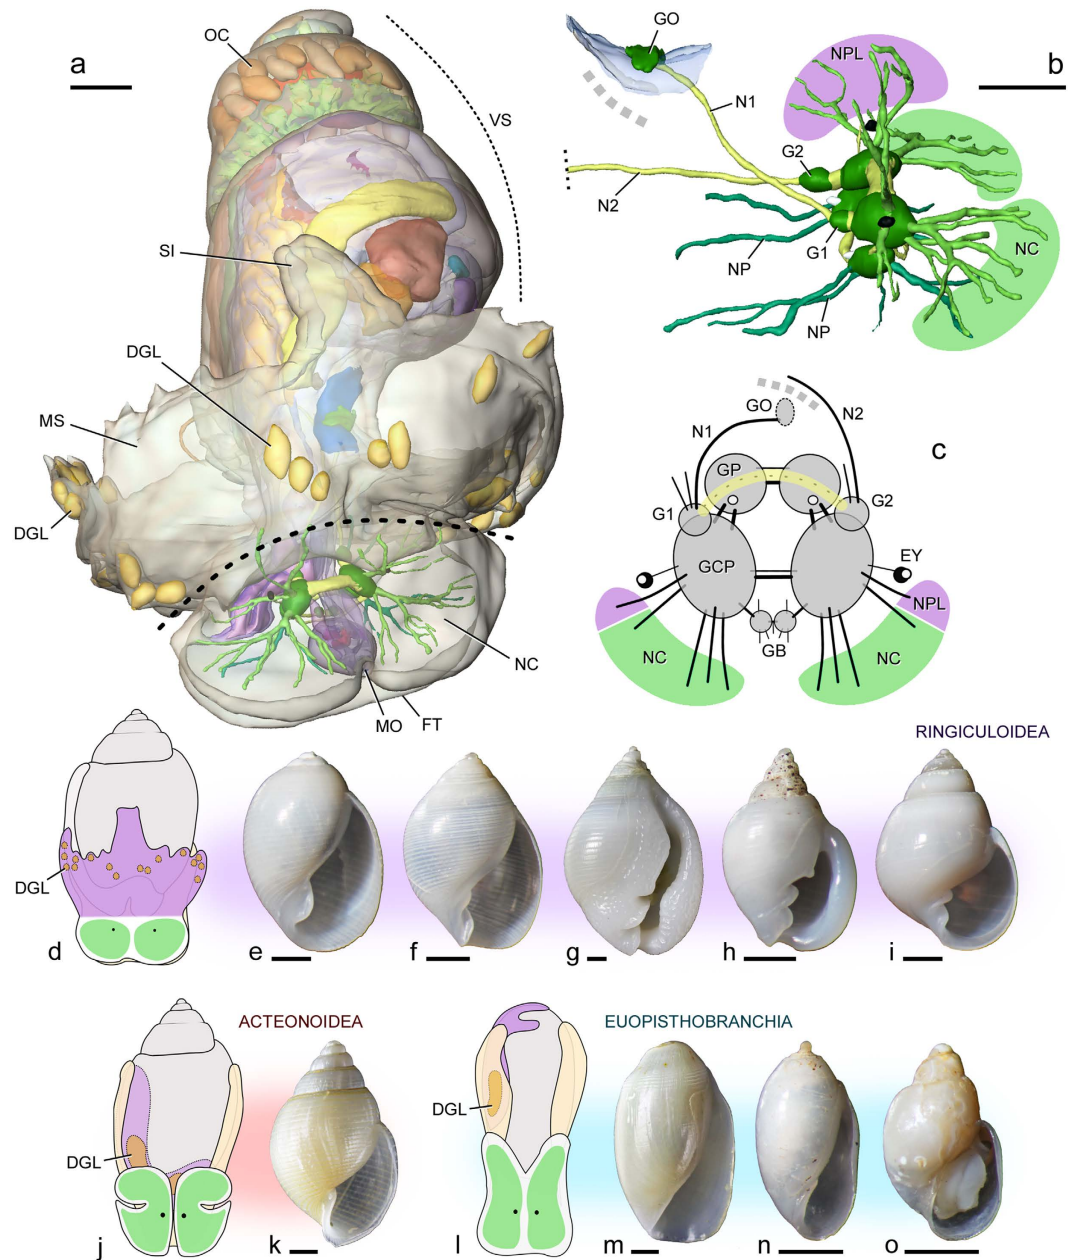 a
OC
VS
SI
DGL
MS
DGL
NC
MO
FT
b
GO
NPL
N1
G2
N2
G1
NP
NC
NP
c
GO
N2
N1
GP
G1
G2
GCP
EY
NPL
NC
GB
NC
RINGICULOIDEA
DGL
d
e
f
g
h
i
ACTEONOIDEA
EUOPISTHOBRANCHIA
DGL
DGL
j
k
l
m
n
o